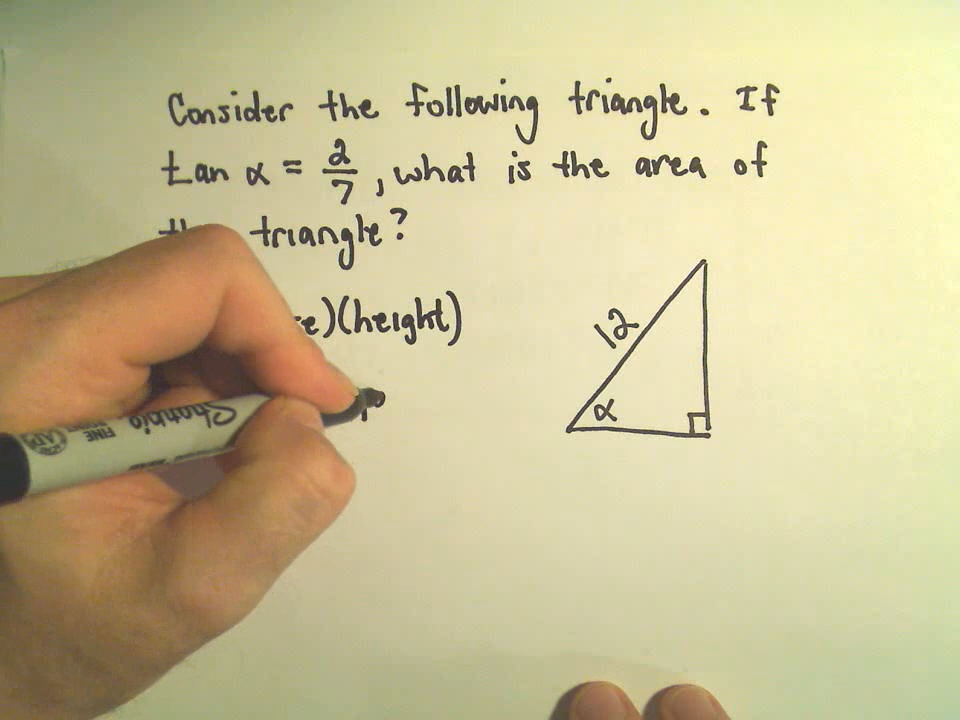 Consider the following triangle. If
tan α = 2/7, what is the area of
triangle?
)(height)
12
α
Sharpie
FINE